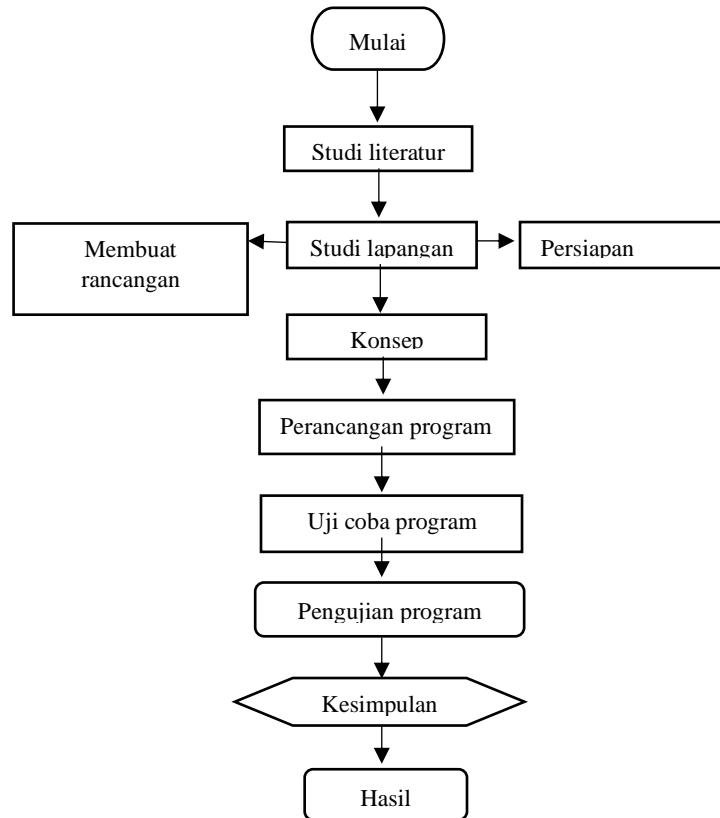 Mulai
Studi literatur
Membuat
rancangan
Studi lapangan
Persiapan
Konsep
Perancangan program
Uji coba program
Pengujian program
Kesimpulan
Hasil